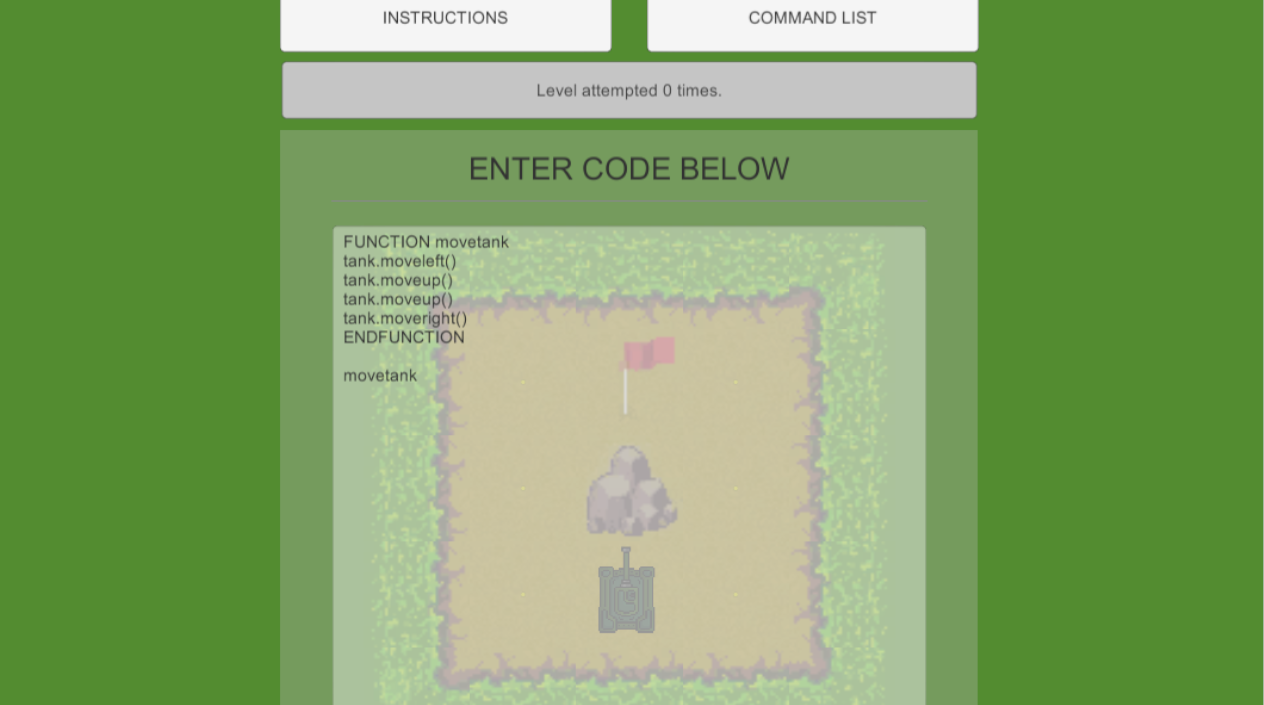 INSTRUCTIONS
COMMAND LIST
Level attempted 0 times.
ENTER CODE BELOW
FUNCTION movetank
tank.moveleft()
tank.moveup()
tank.moveup()
tank.moveright()
ENDFUNCTION
movetank